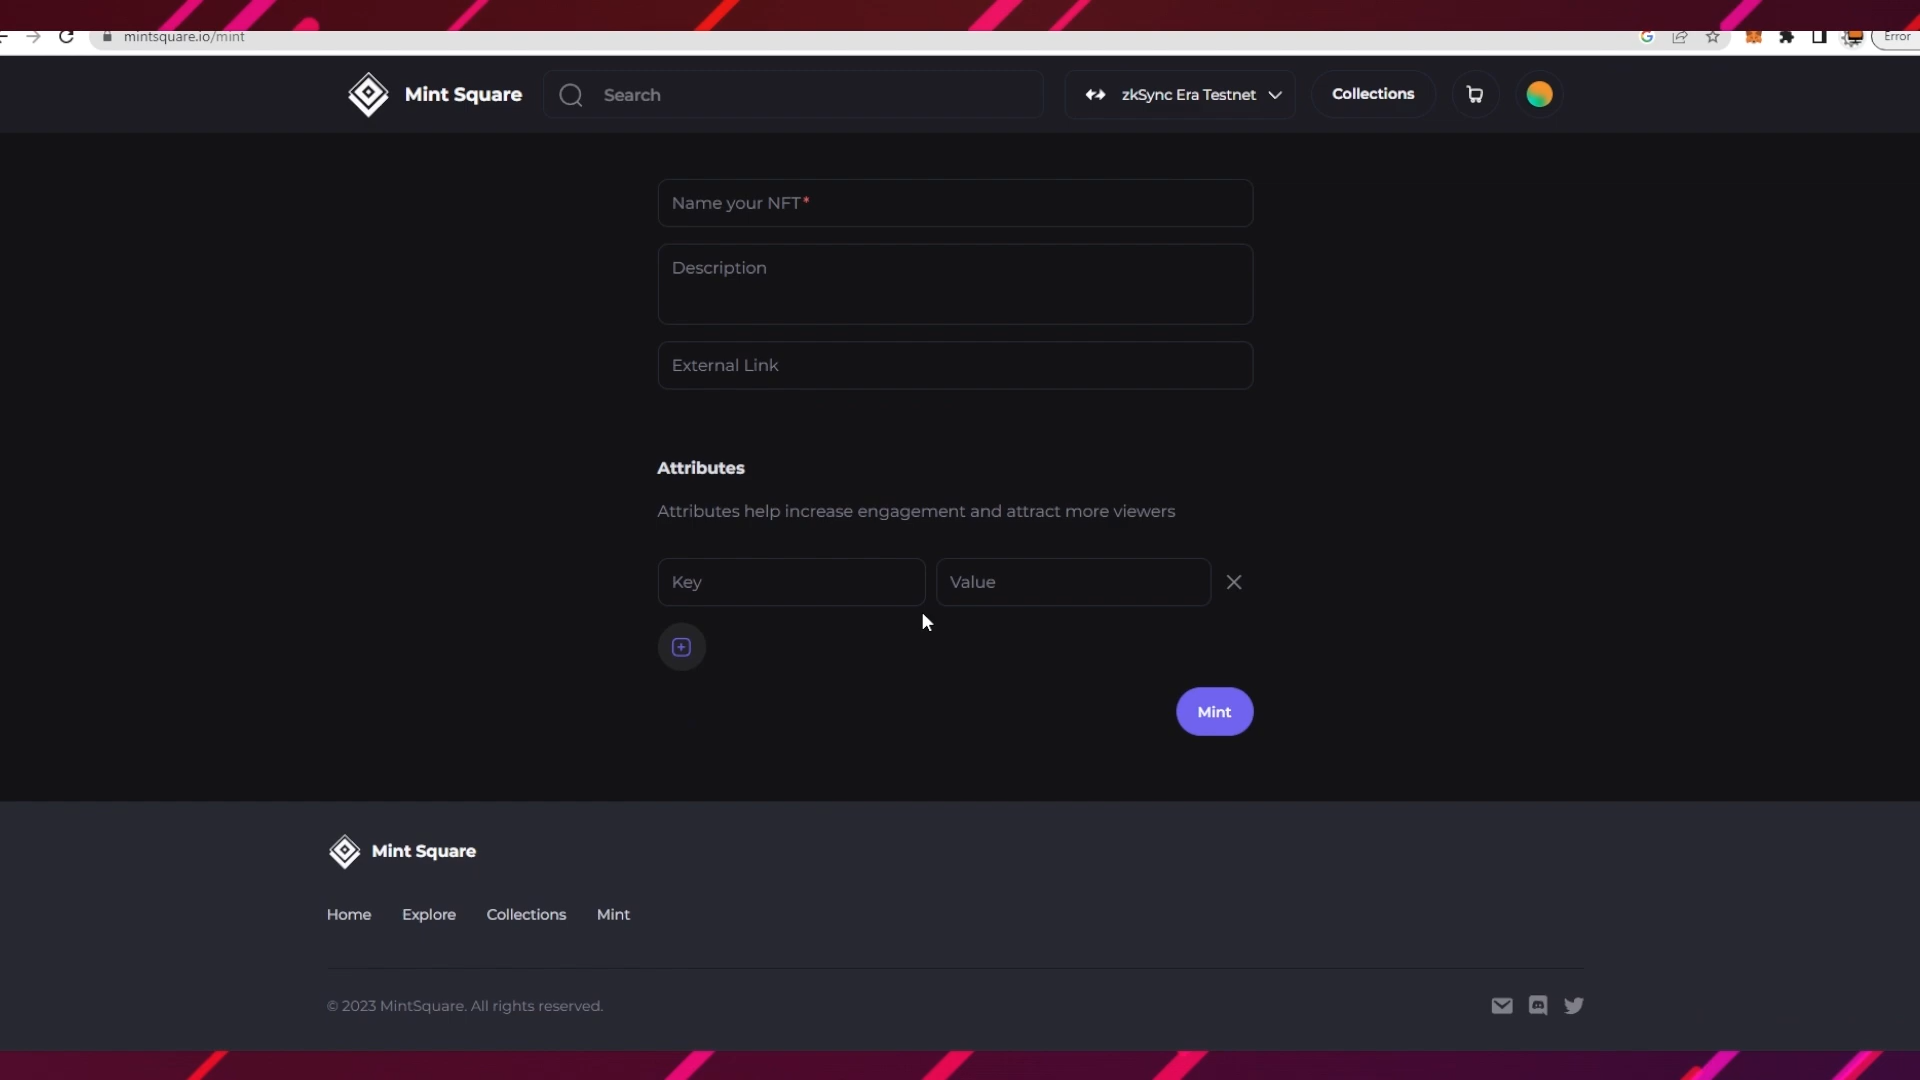 mintsquare.io/mint
Error
Mint Square
Search
zkSync Era Testnet
Collections
Name your NFT*
Description
External Link
Attributes
Attributes help increase engagement and attract more viewers
Key
Value
Mint
Mint Square
Home
Explore
Collections
Mint
© 2023 MintSquare. All rights reserved.